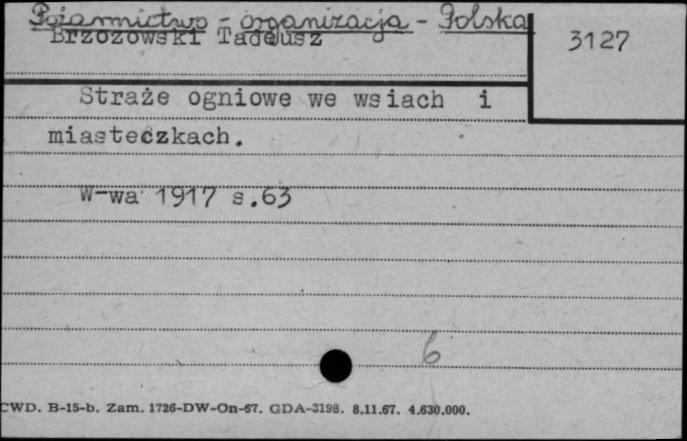 Pożarnictwo - organizacja - Polska
Brzozowski Tadeusz
3127
Straże ogniowe we wsiach i
miasteczkach.
W-wa 1917 s.63
6
CWD. B-15-b. Zam. 1726-DW-On-67. GDA-3198. 8.11.67. 4.630.000.